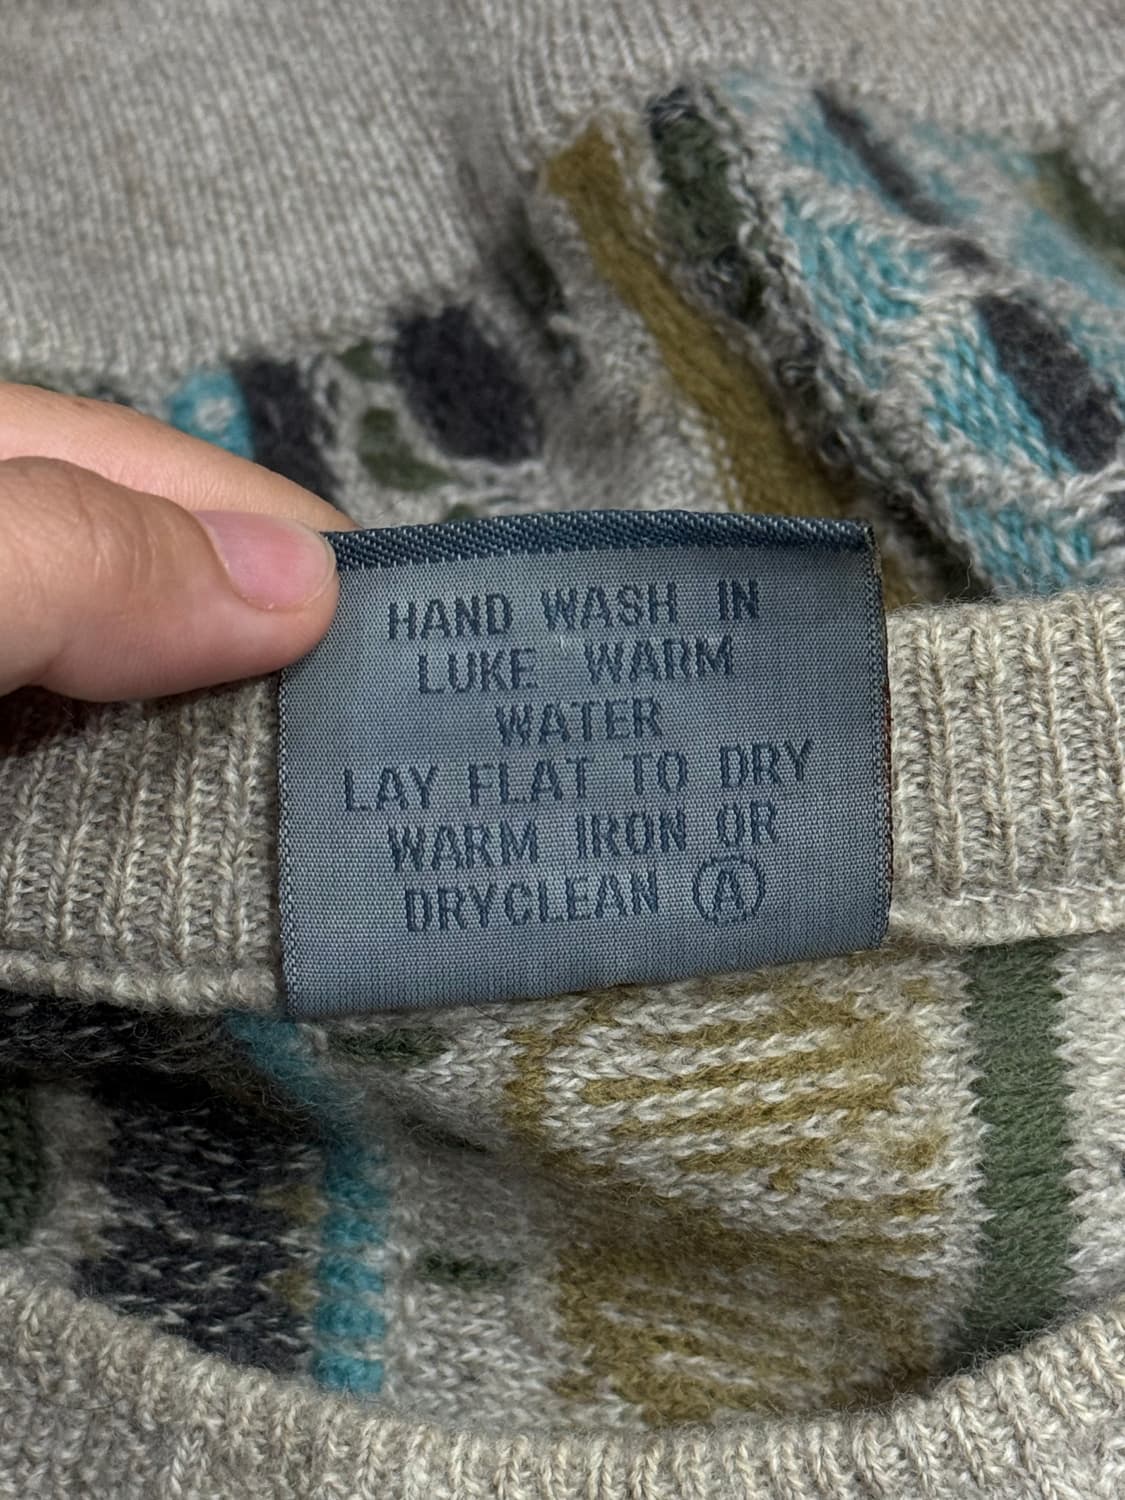 HAND WASH IN
LUKE WARM
WATER
LAY FLAT TO DRY
WARM IRON OR
DRYCLEAN Ⓐ